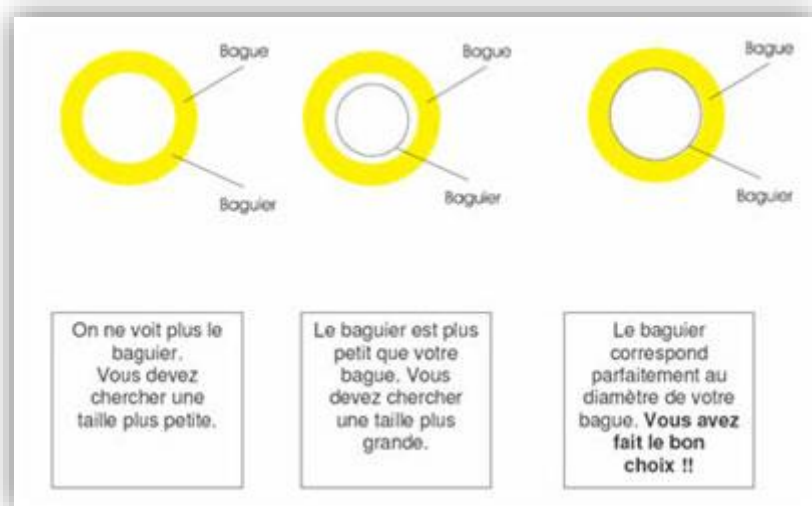 Bague
Baguier
Bague
Baguier
Bague
Baguier
On ne voit plus le
baguier.
Vous devez
chercher une
taille plus petite.
Le baguier est plus
petit que votre
bague. Vous
devez chercher
une taille plus
grande.
Le baguier
correspond
parfaitement au
diamètre de votre
bague. Vous avez
fait le bon
choix !!